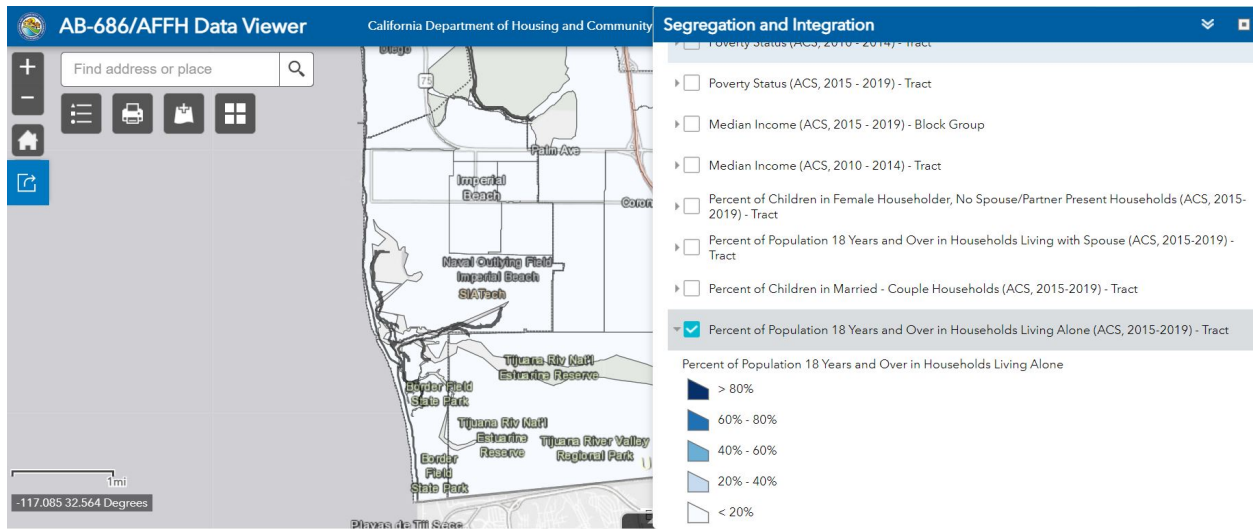 AB-686/AFFH Data Viewer
California Department of Housing and Community
Find address or place
Diego
75
Palm Ave
Imperial
Beach
Naval Outlying Field
Imperial Beach
SIATech
Tijuana Riv Nat'l
Estuarine Reserve
Border Field
State Park
Tijuana Riv Nat'l
Estuarine
Reserve
Tijuana River Valley
Regional Park
Border
Field
State Park
1mi
-117.085 32.564 Degrees
Segregation and Integration
Poverty Status (ACS, 2010 - 2014) - Tract
Poverty Status (ACS, 2015 - 2019) - Tract
Median Income (ACS, 2015 - 2019) - Block Group
Median Income (ACS, 2010 - 2014) - Tract
Percent of Children in Female Householder, No Spouse/Partner Present Households (ACS, 2015-
2019) - Tract
Percent of Population 18 Years and Over in Households Living with Spouse (ACS, 2015-2019) -
Tract
Percent of Children in Married - Couple Households (ACS, 2015-2019) - Tract
Percent of Population 18 Years and Over in Households Living Alone (ACS, 2015-2019) - Tract
Percent of Population 18 Years and Over in Households Living Alone
> 80%
60% - 80%
40% - 60%
20% - 40%
< 20%